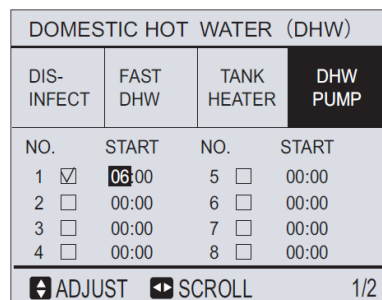 DOMESTIC HOT WATER (DHW)
DIS-
INFECT
FAST
DHW
TANK
HEATER
DHW
PUMP
NO. START NO. START
1 ☑ 06:00 5 ☐ 00:00
2 ☐ 00:00 6 ☐ 00:00
3 ☐ 00:00 7 ☐ 00:00
4 ☐ 00:00 8 ☐ 00:00
ADJUST SCROLL 1/2